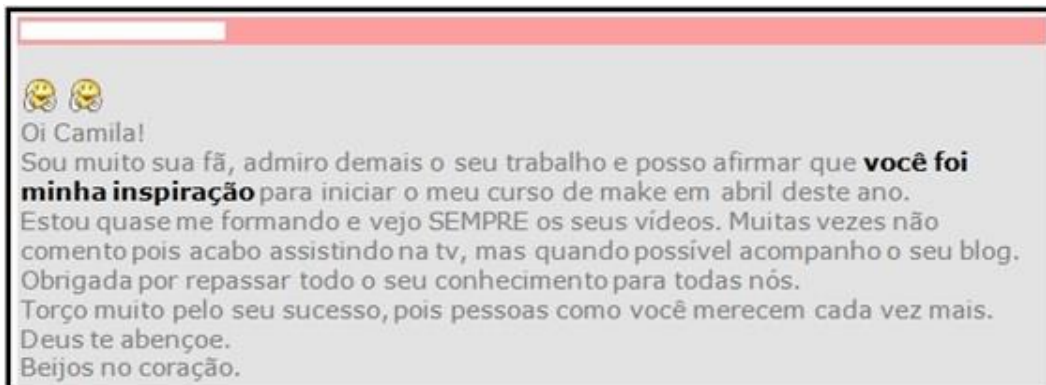 Oi Camila!
Sou muito sua fã, admiro demais o seu trabalho e posso afirmar que você foi
minha inspiração para iniciar o meu curso de make em abril deste ano.
Estou quase me formando e vejo SEMPRE os seus vídeos. Muitas vezes não
comento pois acabo assistindo na tv, mas quando possível acompanho o seu blog.
Obrigada por repassar todo o seu conhecimento para todas nós.
Torço muito pelo seu sucesso, pois pessoas como você merecem cada vez mais.
Deus te abençoe.
Beijos no coração.